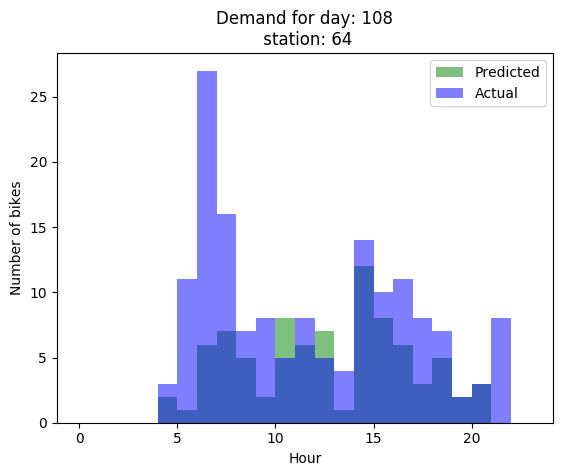 Demand for day: 108
station: 64
Predicted
Actual
Number of bikes
25
20
15
10
5
0
0
5
10
15
20
Hour